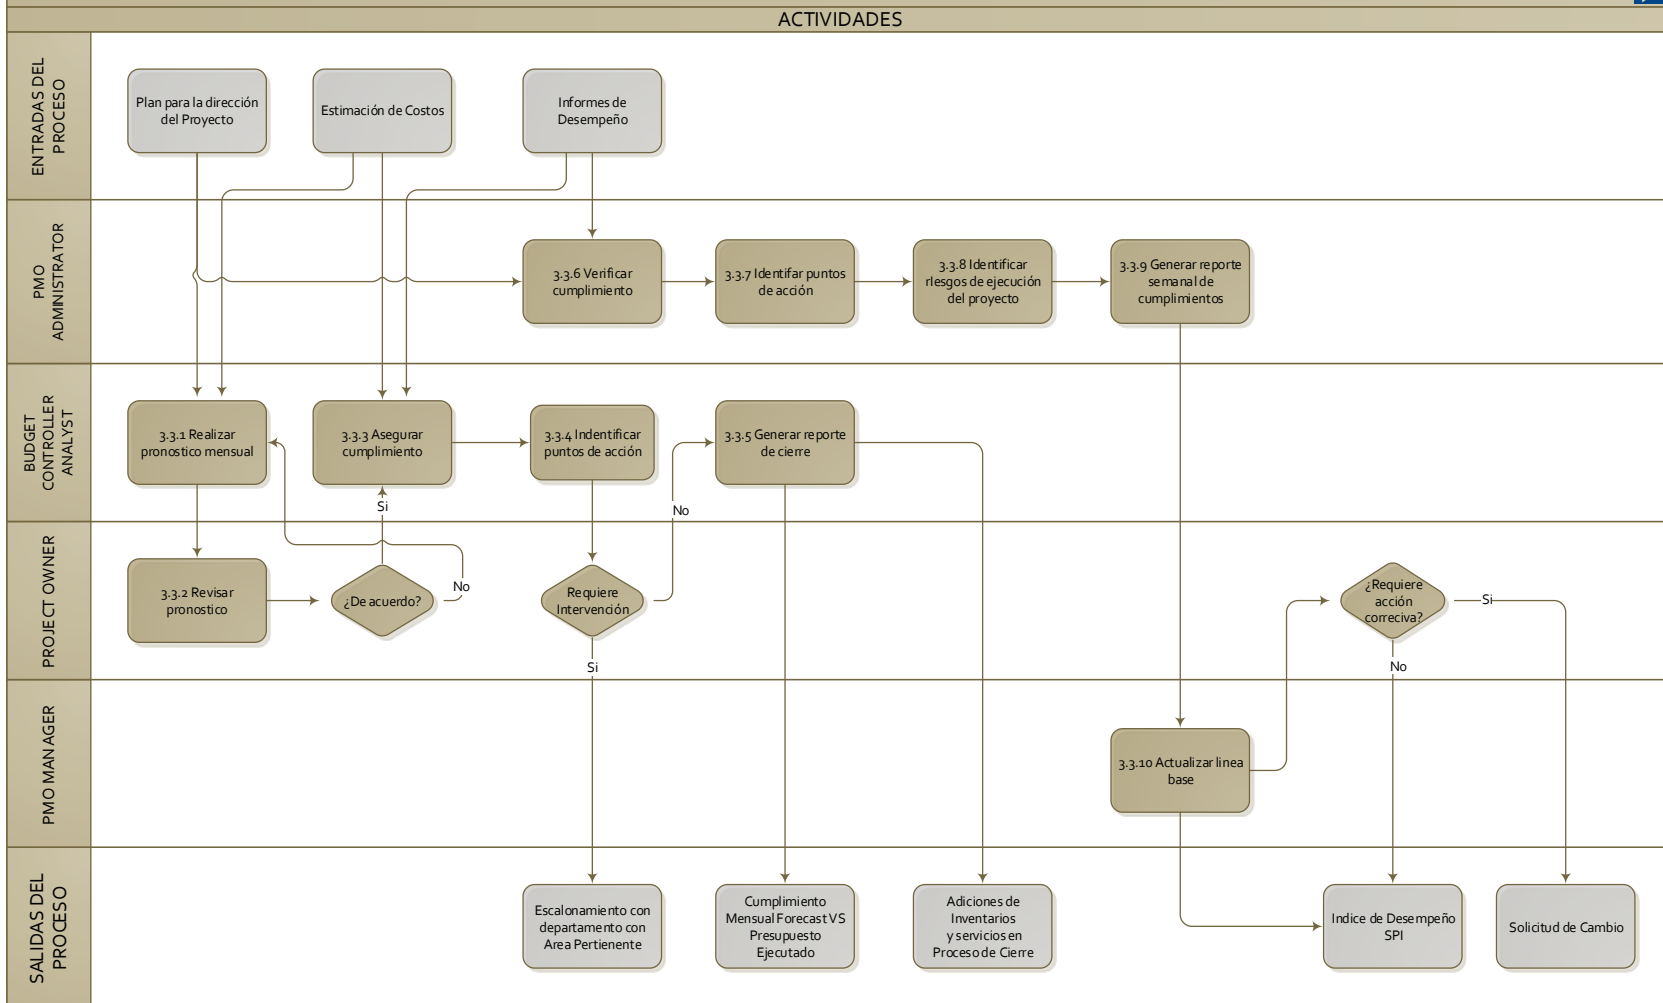 ACTIVIDADES
ENTRADAS DEL
PROCESO
Plan para la dirección
del Proyecto
Estimación de Costos
Informes de
Desempeño
PMO
ADMINISTRATOR
3.3.6 Verificar
cumplimiento
3.3.7 Identifar puntos
de acción
3.3.8 Identificar
rIesgos de ejecución
del proyecto
3.3.9 Generar reporte
semanal de
cumplimientos
BUDGET
CONTROLLER
ANALYST
3.3.1 Realizar
pronostico mensual
3.3.3 Asegurar
cumplimiento
3.3.4 Indentificar
puntos de acción
3.3.5 Generar reporte
de cierre
Si
No
PROJECT OWNER
3.3.2 Revisar
pronostico
¿De acuerdo?
No
Requiere
Intervención
Si
¿Requiere
acción
correciva?
Si
No
PMO MANAGER
3.3.10 Actualizar linea
base
SALIDAS DEL
PROCESO
Escalonamiento con
departamento con
Area Pertienente
Cumplimiento
Mensual Forecast VS
Presupuesto
Ejecutado
Adiciones de
Inventarios
y servicios en
Proceso de Cierre
Indice de Desempeño
SPI
Solicitud de Cambio